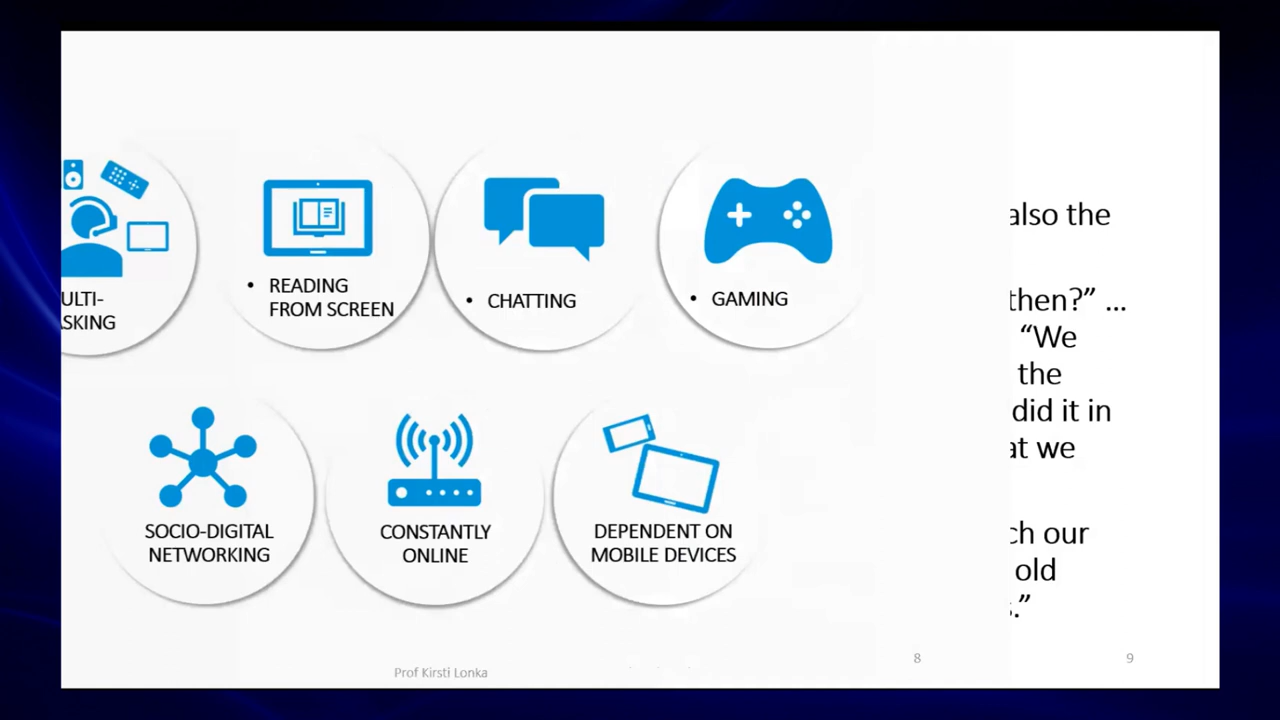 ULTI-
SKING
• READING
FROM SCREEN
• CHATTING
• GAMING
SOCIO-DIGITAL
NETWORKING
CONSTANTLY
ONLINE
DEPENDENT ON
MOBILE DEVICES
also the
then?” ...
“We
the
did it in
at we
ch our
old
.”
Prof Kirsti Lonka
8
9